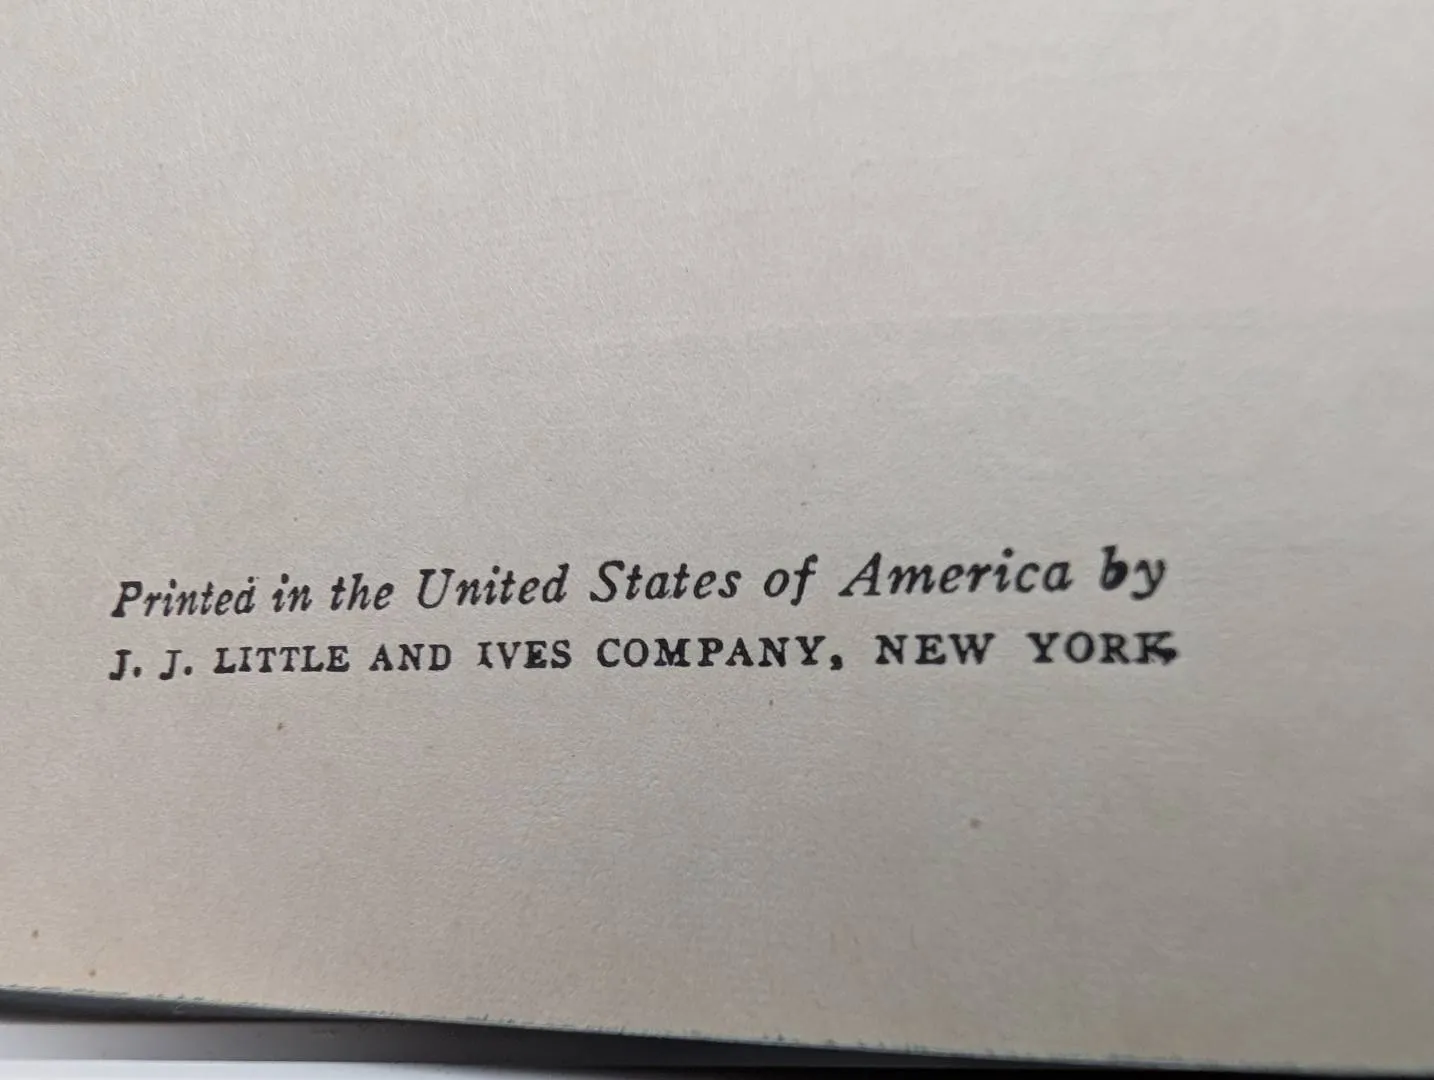 Printed in the United States of America by
J. J. LITTLE AND IVES COMPANY, NEW YORK